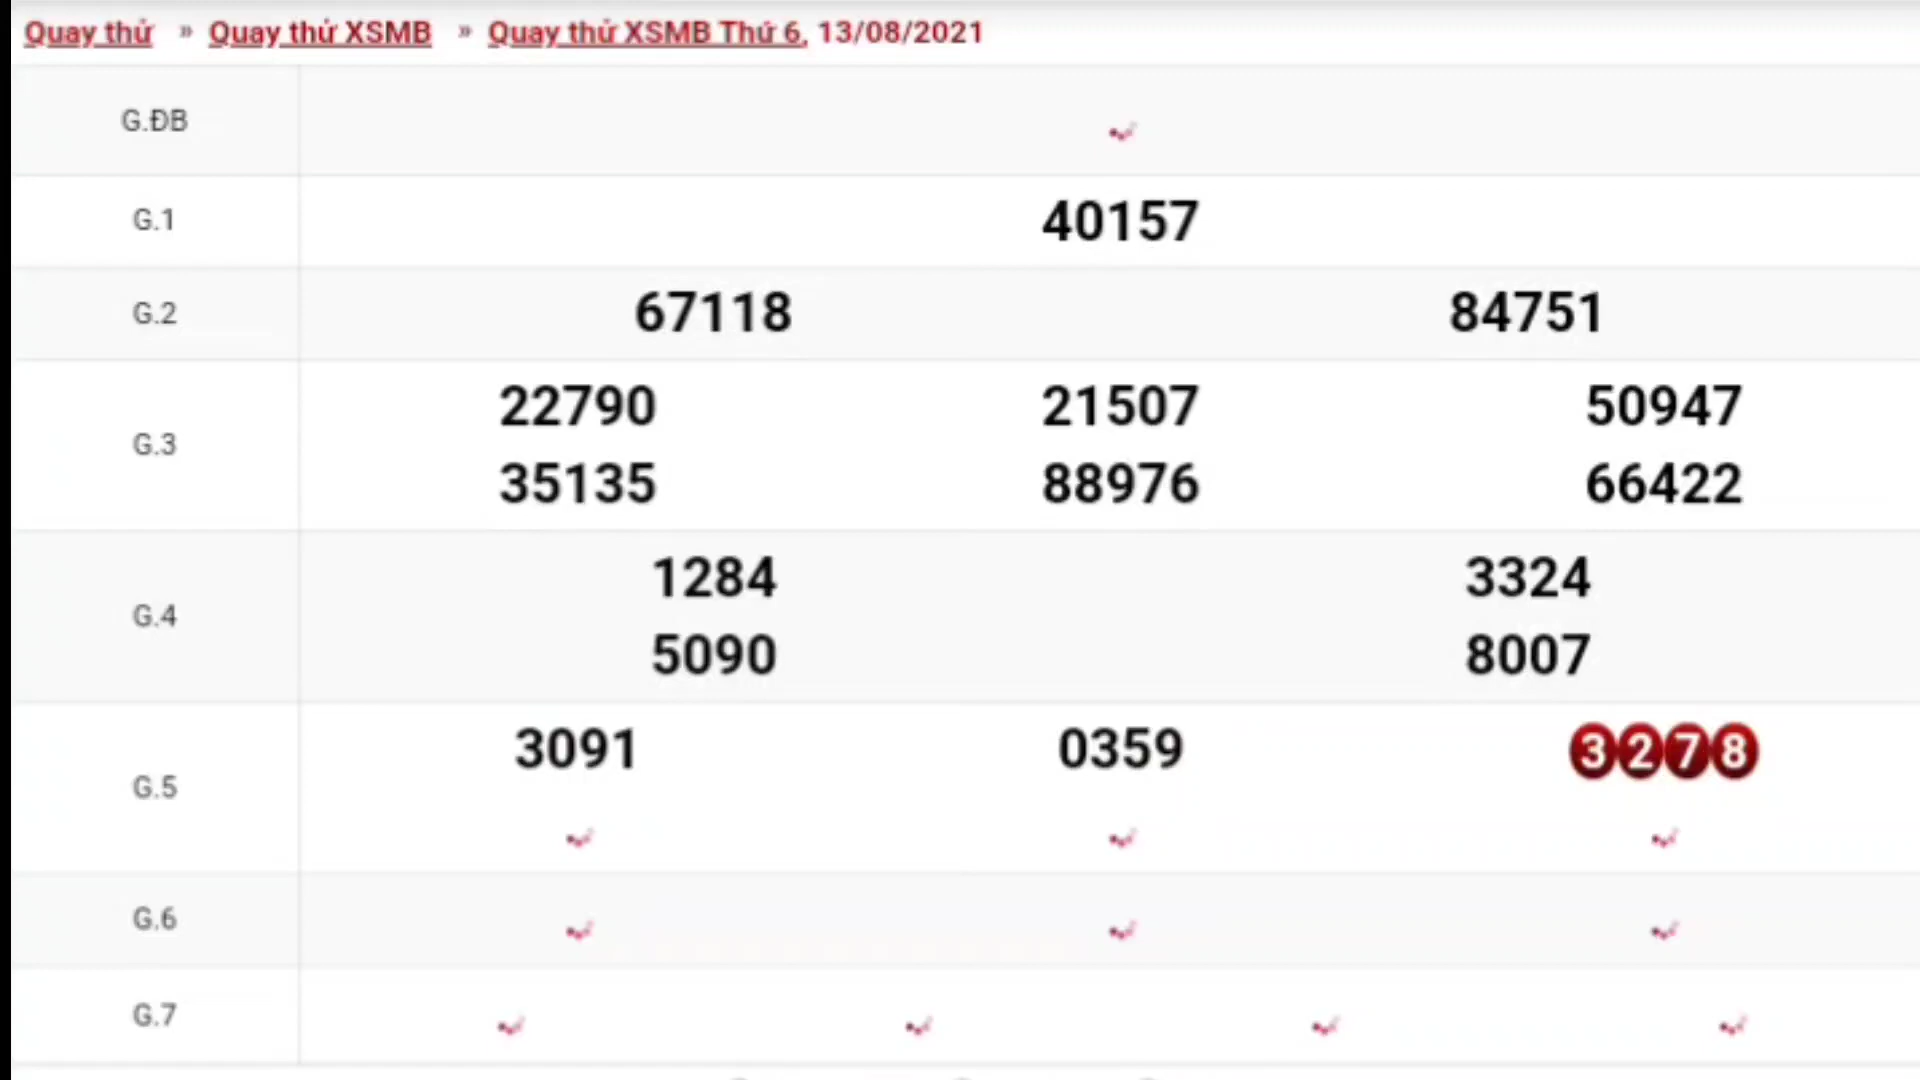 Quay thử » Quay thử XSMB » Quay thử XSMB Thứ 6, 13/08/2021
G.ĐB
G.1 40157
G.2 67118 84751
G.3 22790 21507 50947
35135 88976 66422
G.4 1284 3324
5090 8007
G.5 3091 0359 3278
G.6
G.7